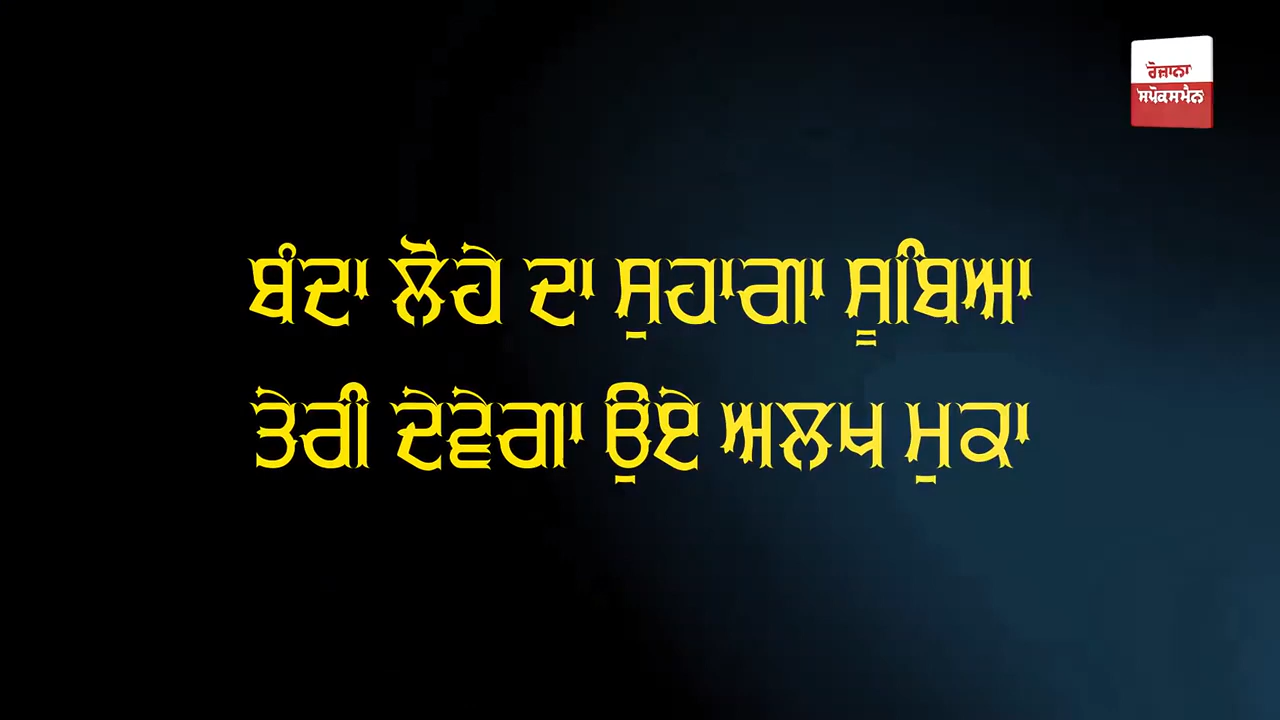 ਰੋਜ਼ਾਨਾ
ਸਪੋਕਸਮੈਨ
ਬੰਦਾ ਲੋਹੇ ਦਾ ਸੁਹਾਗਾ ਸੂਬਿਆ
ਤੇਰੀ ਦੇਵੇਗਾ ਉਏ ਅਲਖ ਮੁਕਾ